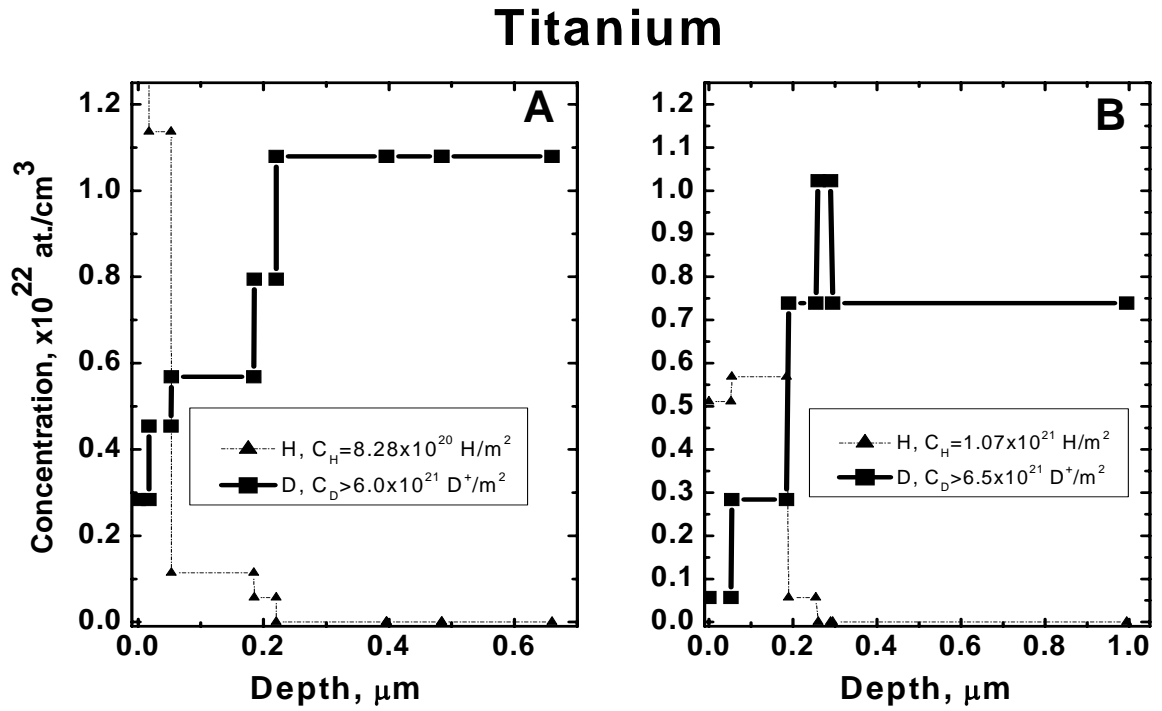 Titanium
Concentration, x10^22 at./cm^3
A
1.2
1.0
0.8
0.6
0.4
0.2
0.0
H, C_H=8.28x10^20 H/m^2
D, C_D>6.0x10^21 D^+/m^2
0.0 0.2 0.4 0.6
Depth, μm
B
1.2
1.1
1.0
0.9
0.8
0.7
0.6
0.5
0.4
0.3
0.2
0.1
0.0
H, C_H=1.07x10^21 H/m^2
D, C_D>6.5x10^21 D^+/m^2
0.0 0.2 0.4 0.6 0.8 1.0
Depth, μm